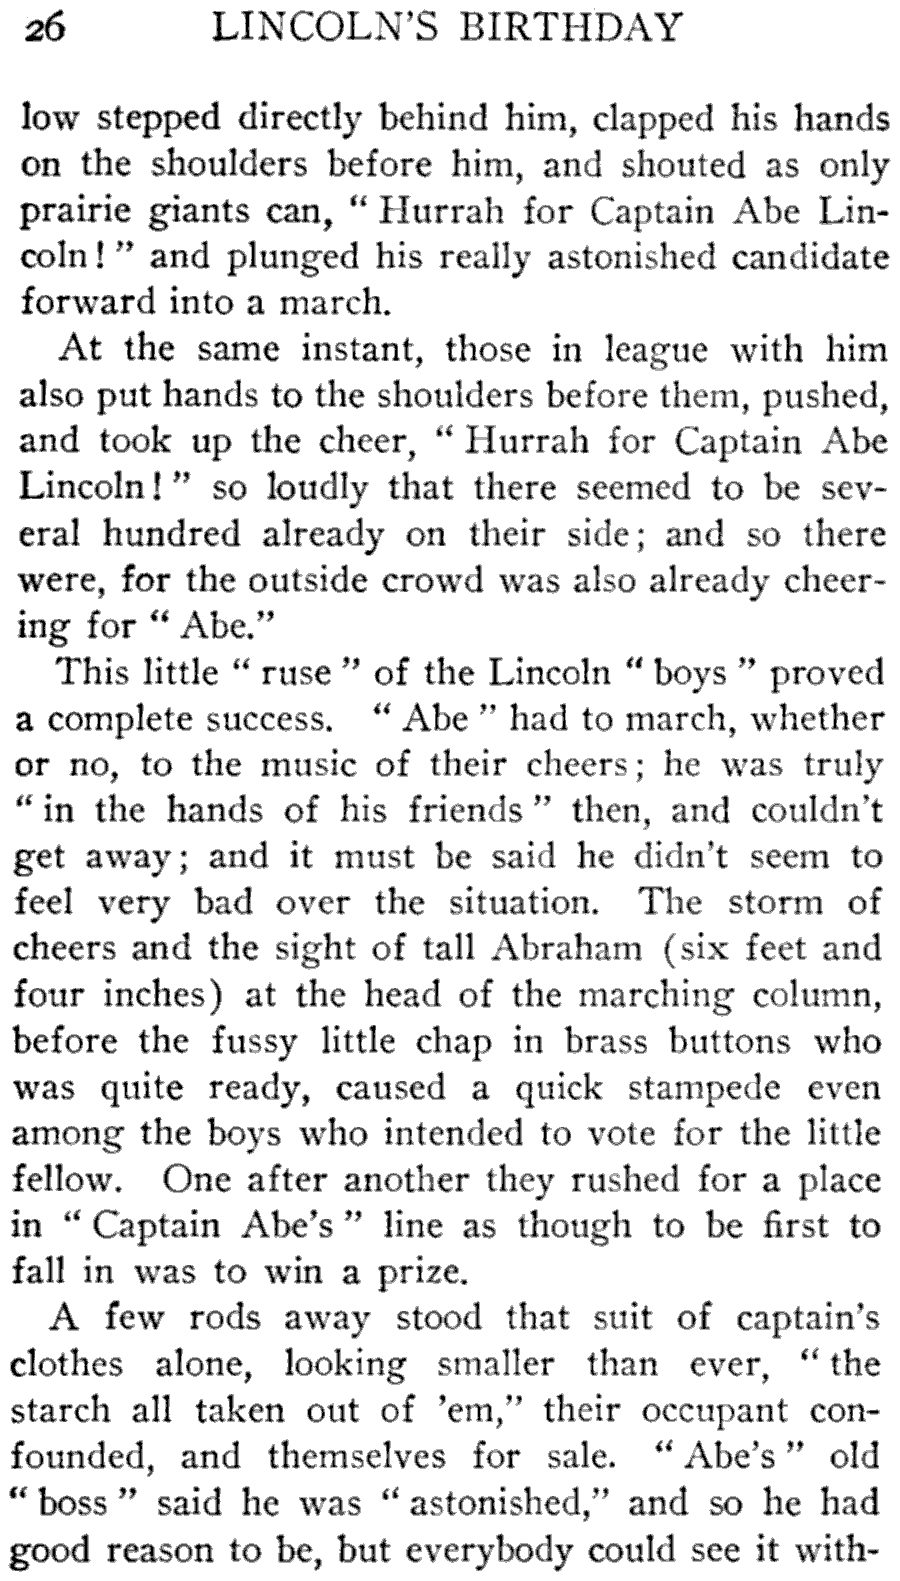 26 LINCOLN'S BIRTHDAY
low stepped directly behind him, clapped his hands
on the shoulders before him, and shouted as only
prairie giants can, “ Hurrah for Captain Abe Lin-
coln! ” and plunged his really astonished candidate
forward into a march.
At the same instant, those in league with him
also put hands to the shoulders before them, pushed,
and took up the cheer, “ Hurrah for Captain Abe
Lincoln! ” so loudly that there seemed to be sev-
eral hundred already on their side; and so there
were, for the outside crowd was also already cheer-
ing for “ Abe.”
This little “ ruse ” of the Lincoln “ boys ” proved
a complete success. “ Abe ” had to march, whether
or no, to the music of their cheers; he was truly
“ in the hands of his friends ” then, and couldn't
get away; and it must be said he didn't seem to
feel very bad over the situation. The storm of
cheers and the sight of tall Abraham (six feet and
four inches) at the head of the marching column,
before the fussy little chap in brass buttons who
was quite ready, caused a quick stampede even
among the boys who intended to vote for the little
fellow. One after another they rushed for a place
in “ Captain Abe's ” line as though to be first to
fall in was to win a prize.
A few rods away stood that suit of captain's
clothes alone, looking smaller than ever, “ the
starch all taken out of 'em,” their occupant con-
founded, and themselves for sale. “ Abe's ” old
“ boss ” said he was “ astonished,” and so he had
good reason to be, but everybody could see it with-